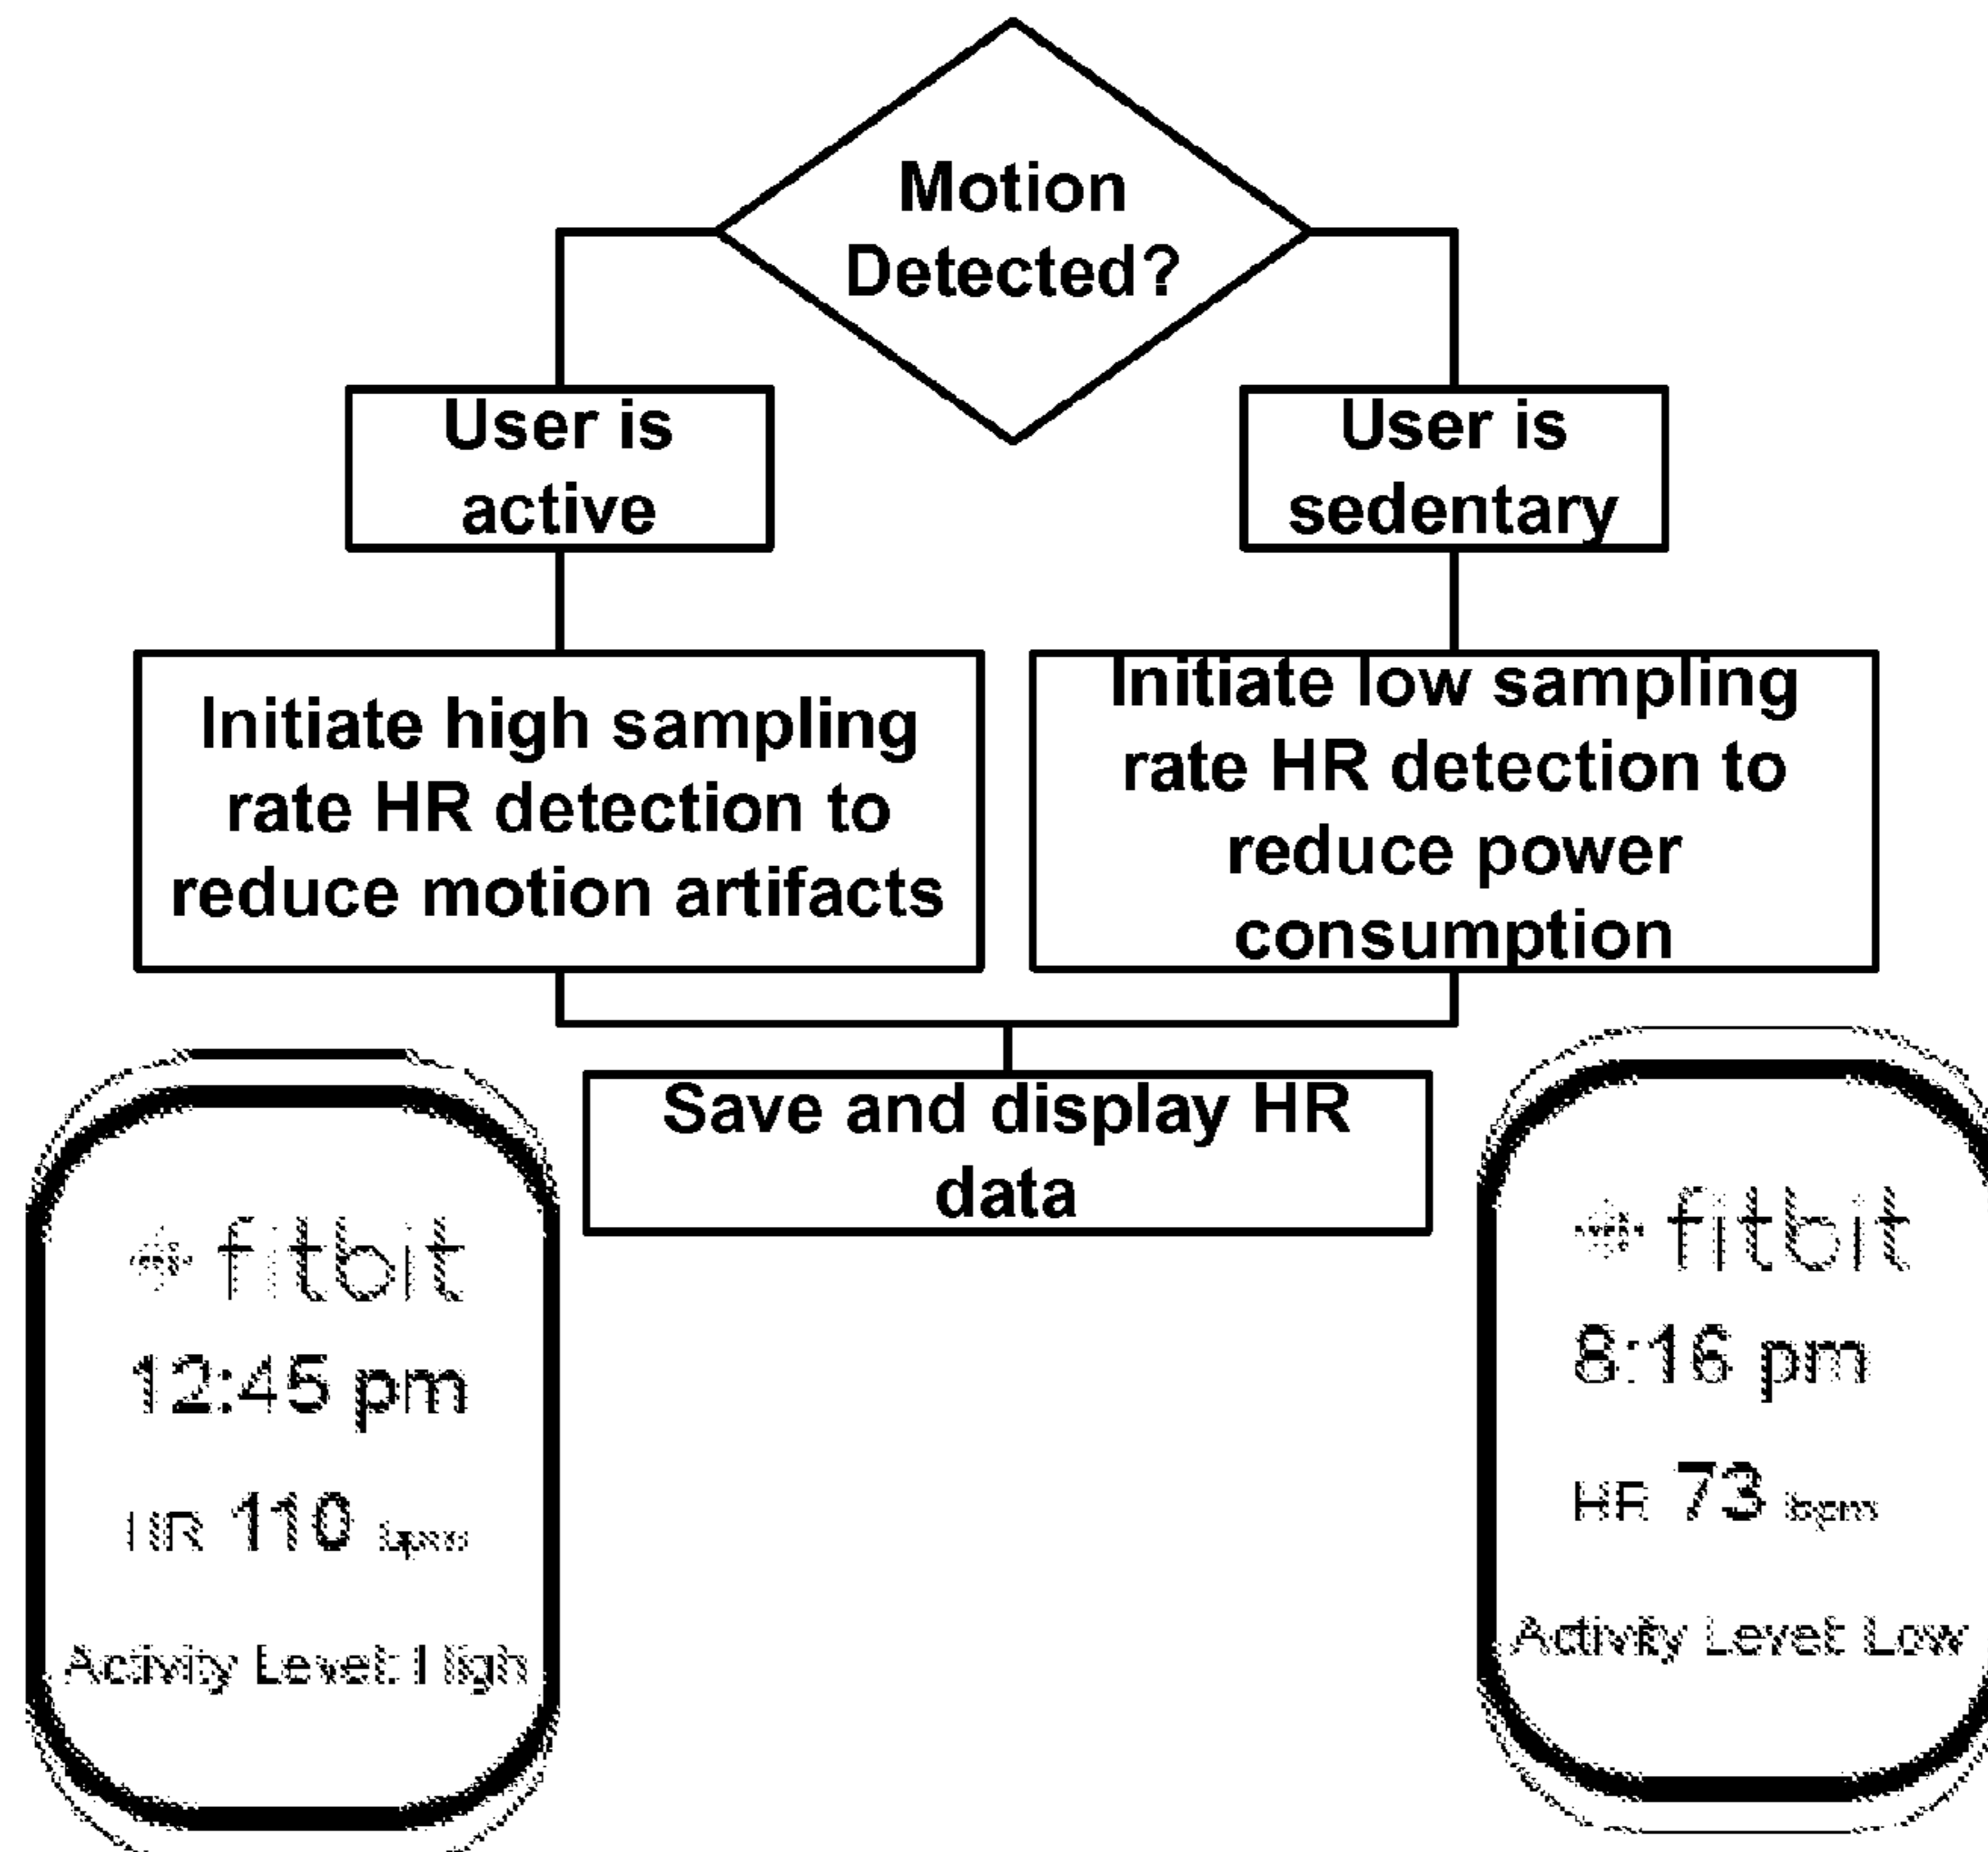 Motion
Detected?
User is
active
User is
sedentary
Initiate high sampling
rate HR detection to
reduce motion artifacts
Initiate low sampling
rate HR detection to
reduce power
consumption
Save and display HR
data
fitbit
12:45 pm
HR 110 bpm
Activity Level: High
fitbit
8:16 pm
HR 73 bpm
Activity Level: Low